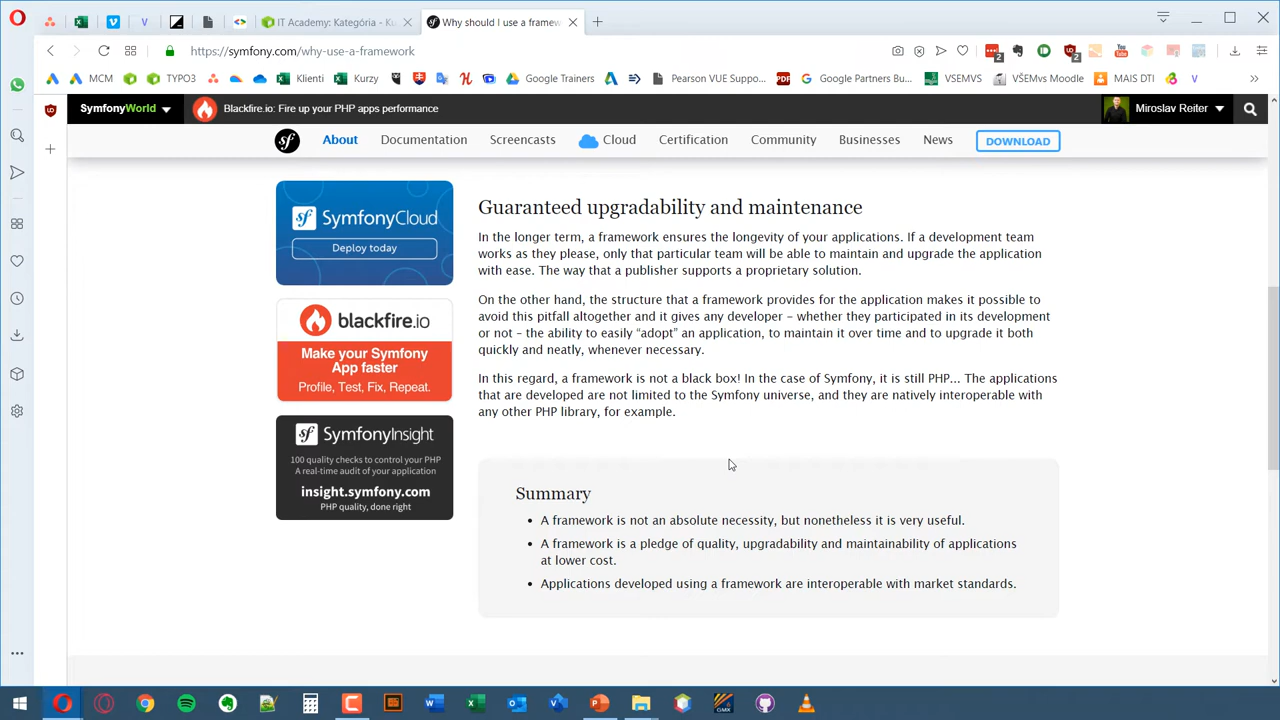 IT Academy: Kategória - Ku
Why should I use a framew
https://symfony.com/why-use-a-framework
2
2
MCM
TYPO3
Klienti
Kurzy
Google Trainers
Pearson VUE Suppo...
PDF
Google Partners Bu...
VSEMVS
VŠEMvs Moodle
MAIS DTI
SymfonyWorld
Blackfire.io: Fire up your PHP apps performance
Miroslav Reiter
sf
About
Documentation
Screencasts
Cloud
Certification
Community
Businesses
News
DOWNLOAD
sf SymfonyCloud
Deploy today
blackfire.io
Make your Symfony
App faster
Profile, Test, Fix, Repeat.
sf SymfonyInsight
100 quality checks to control your PHP
A real-time audit of your application
insight.symfony.com
PHP quality, done right
Guaranteed upgradability and maintenance
In the longer term, a framework ensures the longevity of your applications. If a development team
works as they please, only that particular team will be able to maintain and upgrade the application
with ease. The way that a publisher supports a proprietary solution.
On the other hand, the structure that a framework provides for the application makes it possible to
avoid this pitfall altogether and it gives any developer – whether they participated in its development
or not – the ability to easily “adopt” an application, to maintain it over time and to upgrade it both
quickly and neatly, whenever necessary.
In this regard, a framework is not a black box! In the case of Symfony, it is still PHP... The applications
that are developed are not limited to the Symfony universe, and they are natively interoperable with
any other PHP library, for example.
Summary
• A framework is not an absolute necessity, but nonetheless it is very useful.
• A framework is a pledge of quality, upgradability and maintainability of applications
at lower cost.
• Applications developed using a framework are interoperable with market standards.
GMX